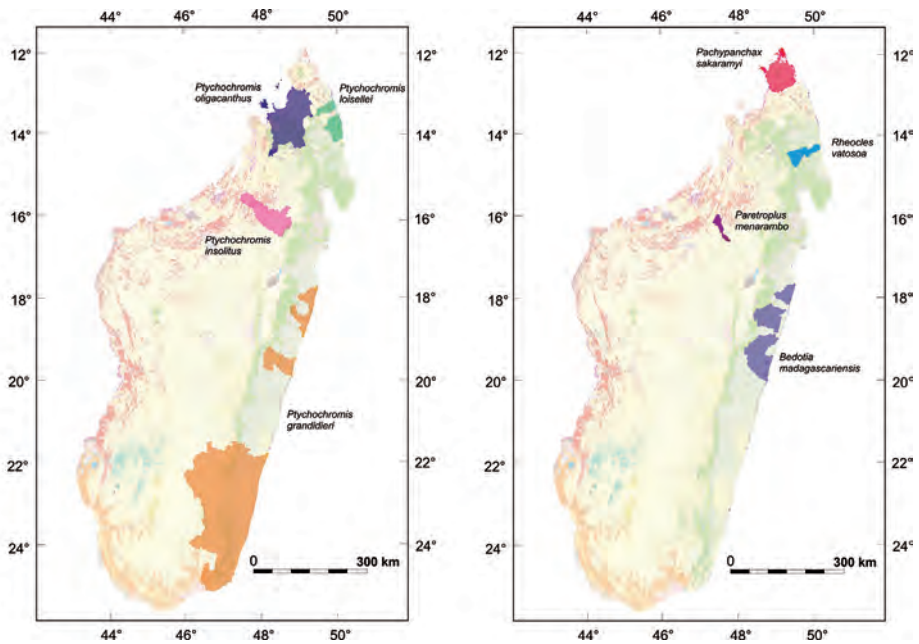 44° 46° 48° 50°
12°
14°
16°
18°
20°
22°
24°
Ptychochromis
oligacanthus
Ptychochromis
loisellei
Ptychochromis
insolitus
Ptychochromis
grandidieri
0 300 km
44° 46° 48° 50°
12°
14°
16°
18°
20°
22°
24°
44° 46° 48° 50°
12°
14°
16°
18°
20°
22°
24°
Pachypanchax
sakaramyi
Rheocles
vatosoa
Paretroplus
menarambo
Bedotia
madagascariensis
0 300 km
44° 46° 48° 50°
12°
14°
16°
18°
20°
22°
24°